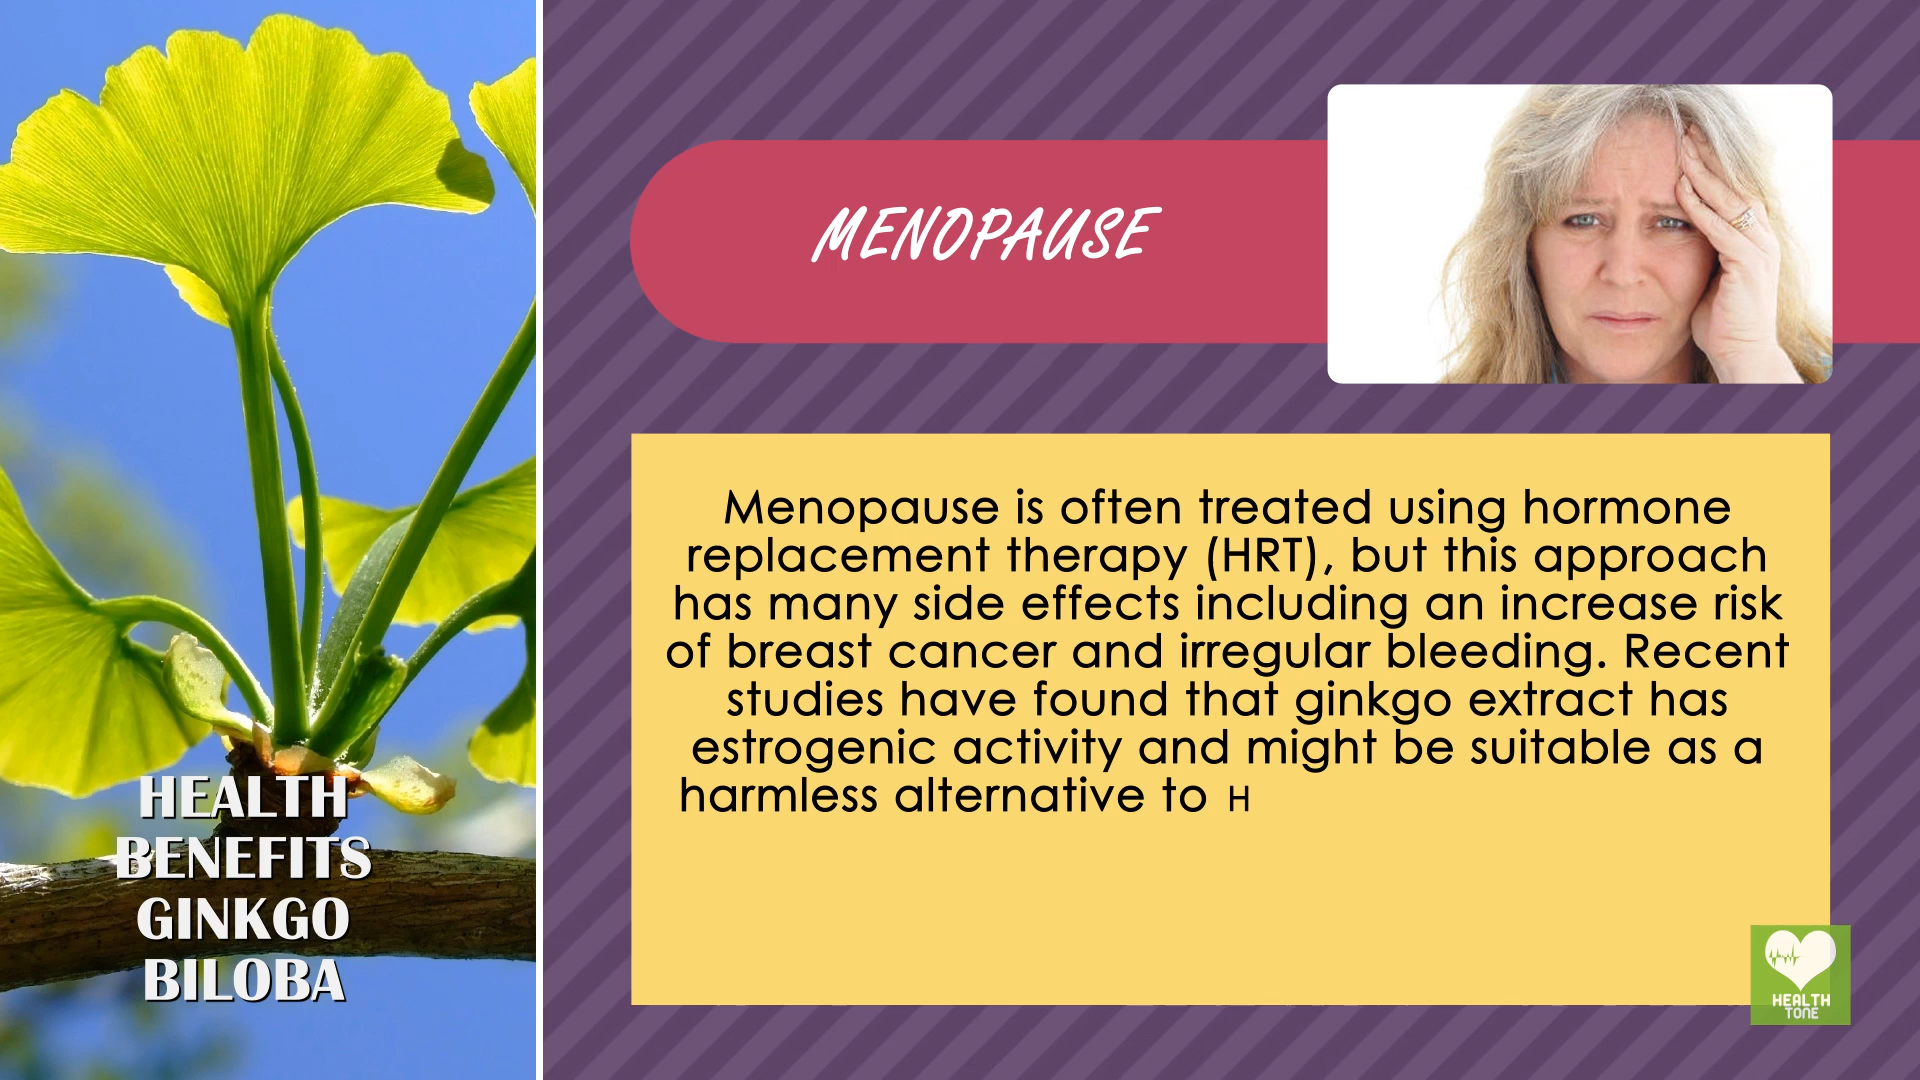 MENOPAUSE
Menopause is often treated using hormone
replacement therapy (HRT), but this approach
has many side effects including an increase risk
of breast cancer and irregular bleeding. Recent
studies have found that ginkgo extract has
estrogenic activity and might be suitable as a
harmless alternative to H
HEALTH
BENEFITS
GINKGO
BILOBA
HEALTH
TONE